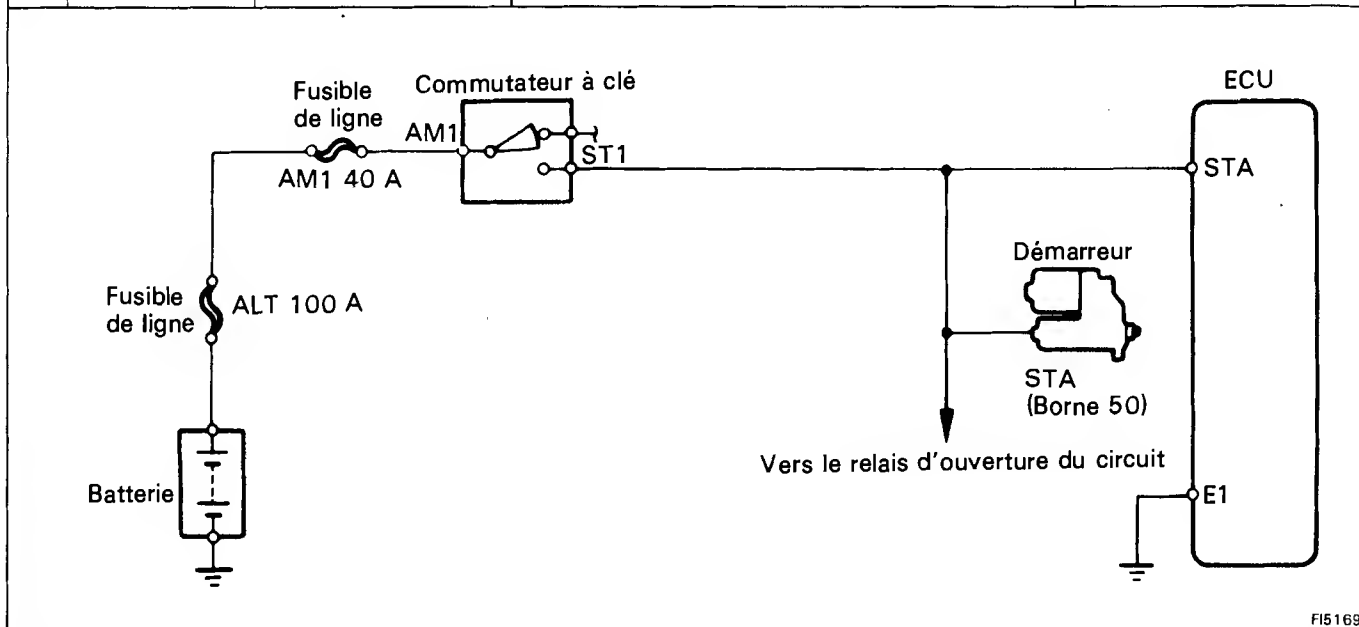 Fusible
de ligne
AM1 40 A
Commutateur à clé
AM1
ST1
ECU
STA
Fusible
de ligne
ALT 100 A
Démarreur
STA
(Borne 50)
Vers le relais d'ouverture du circuit
Batterie
E1
FI5169